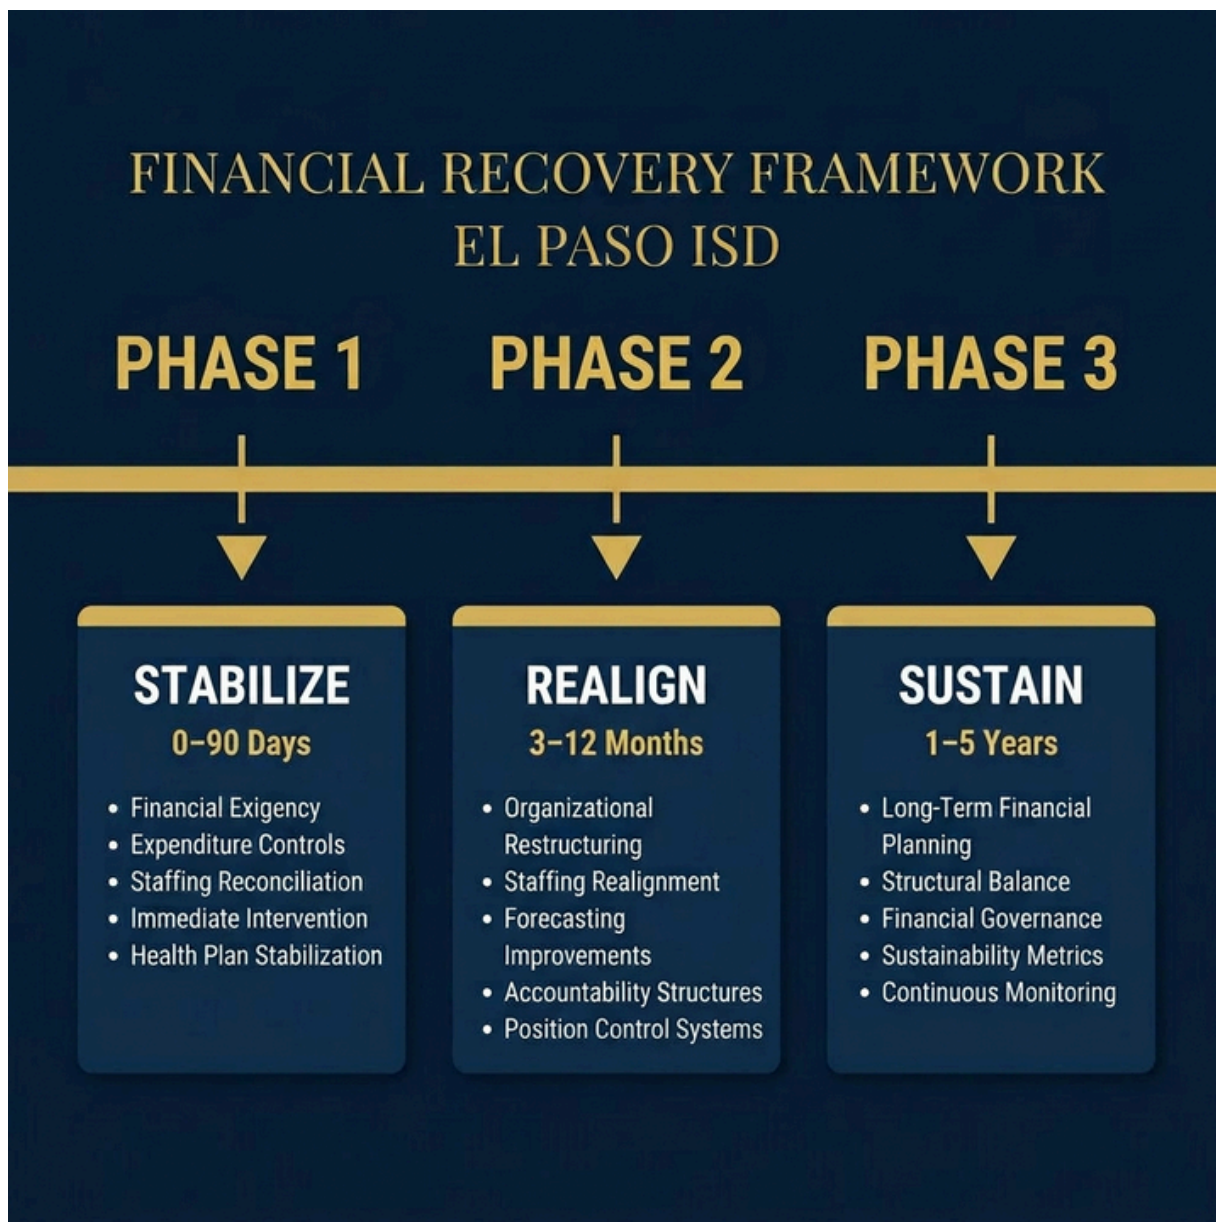 FINANCIAL RECOVERY FRAMEWORK
EL PASO ISD
PHASE 1
PHASE 2
PHASE 3
STABILIZE
0–90 Days
• Financial Exigency
• Expenditure Controls
• Staffing Reconciliation
• Immediate Intervention
• Health Plan Stabilization
REALIGN
3–12 Months
• Organizational
Restructuring
• Staffing Realignment
• Forecasting
Improvements
• Accountability Structures
• Position Control Systems
SUSTAIN
1–5 Years
• Long-Term Financial
Planning
• Structural Balance
• Financial Governance
• Sustainability Metrics
• Continuous Monitoring